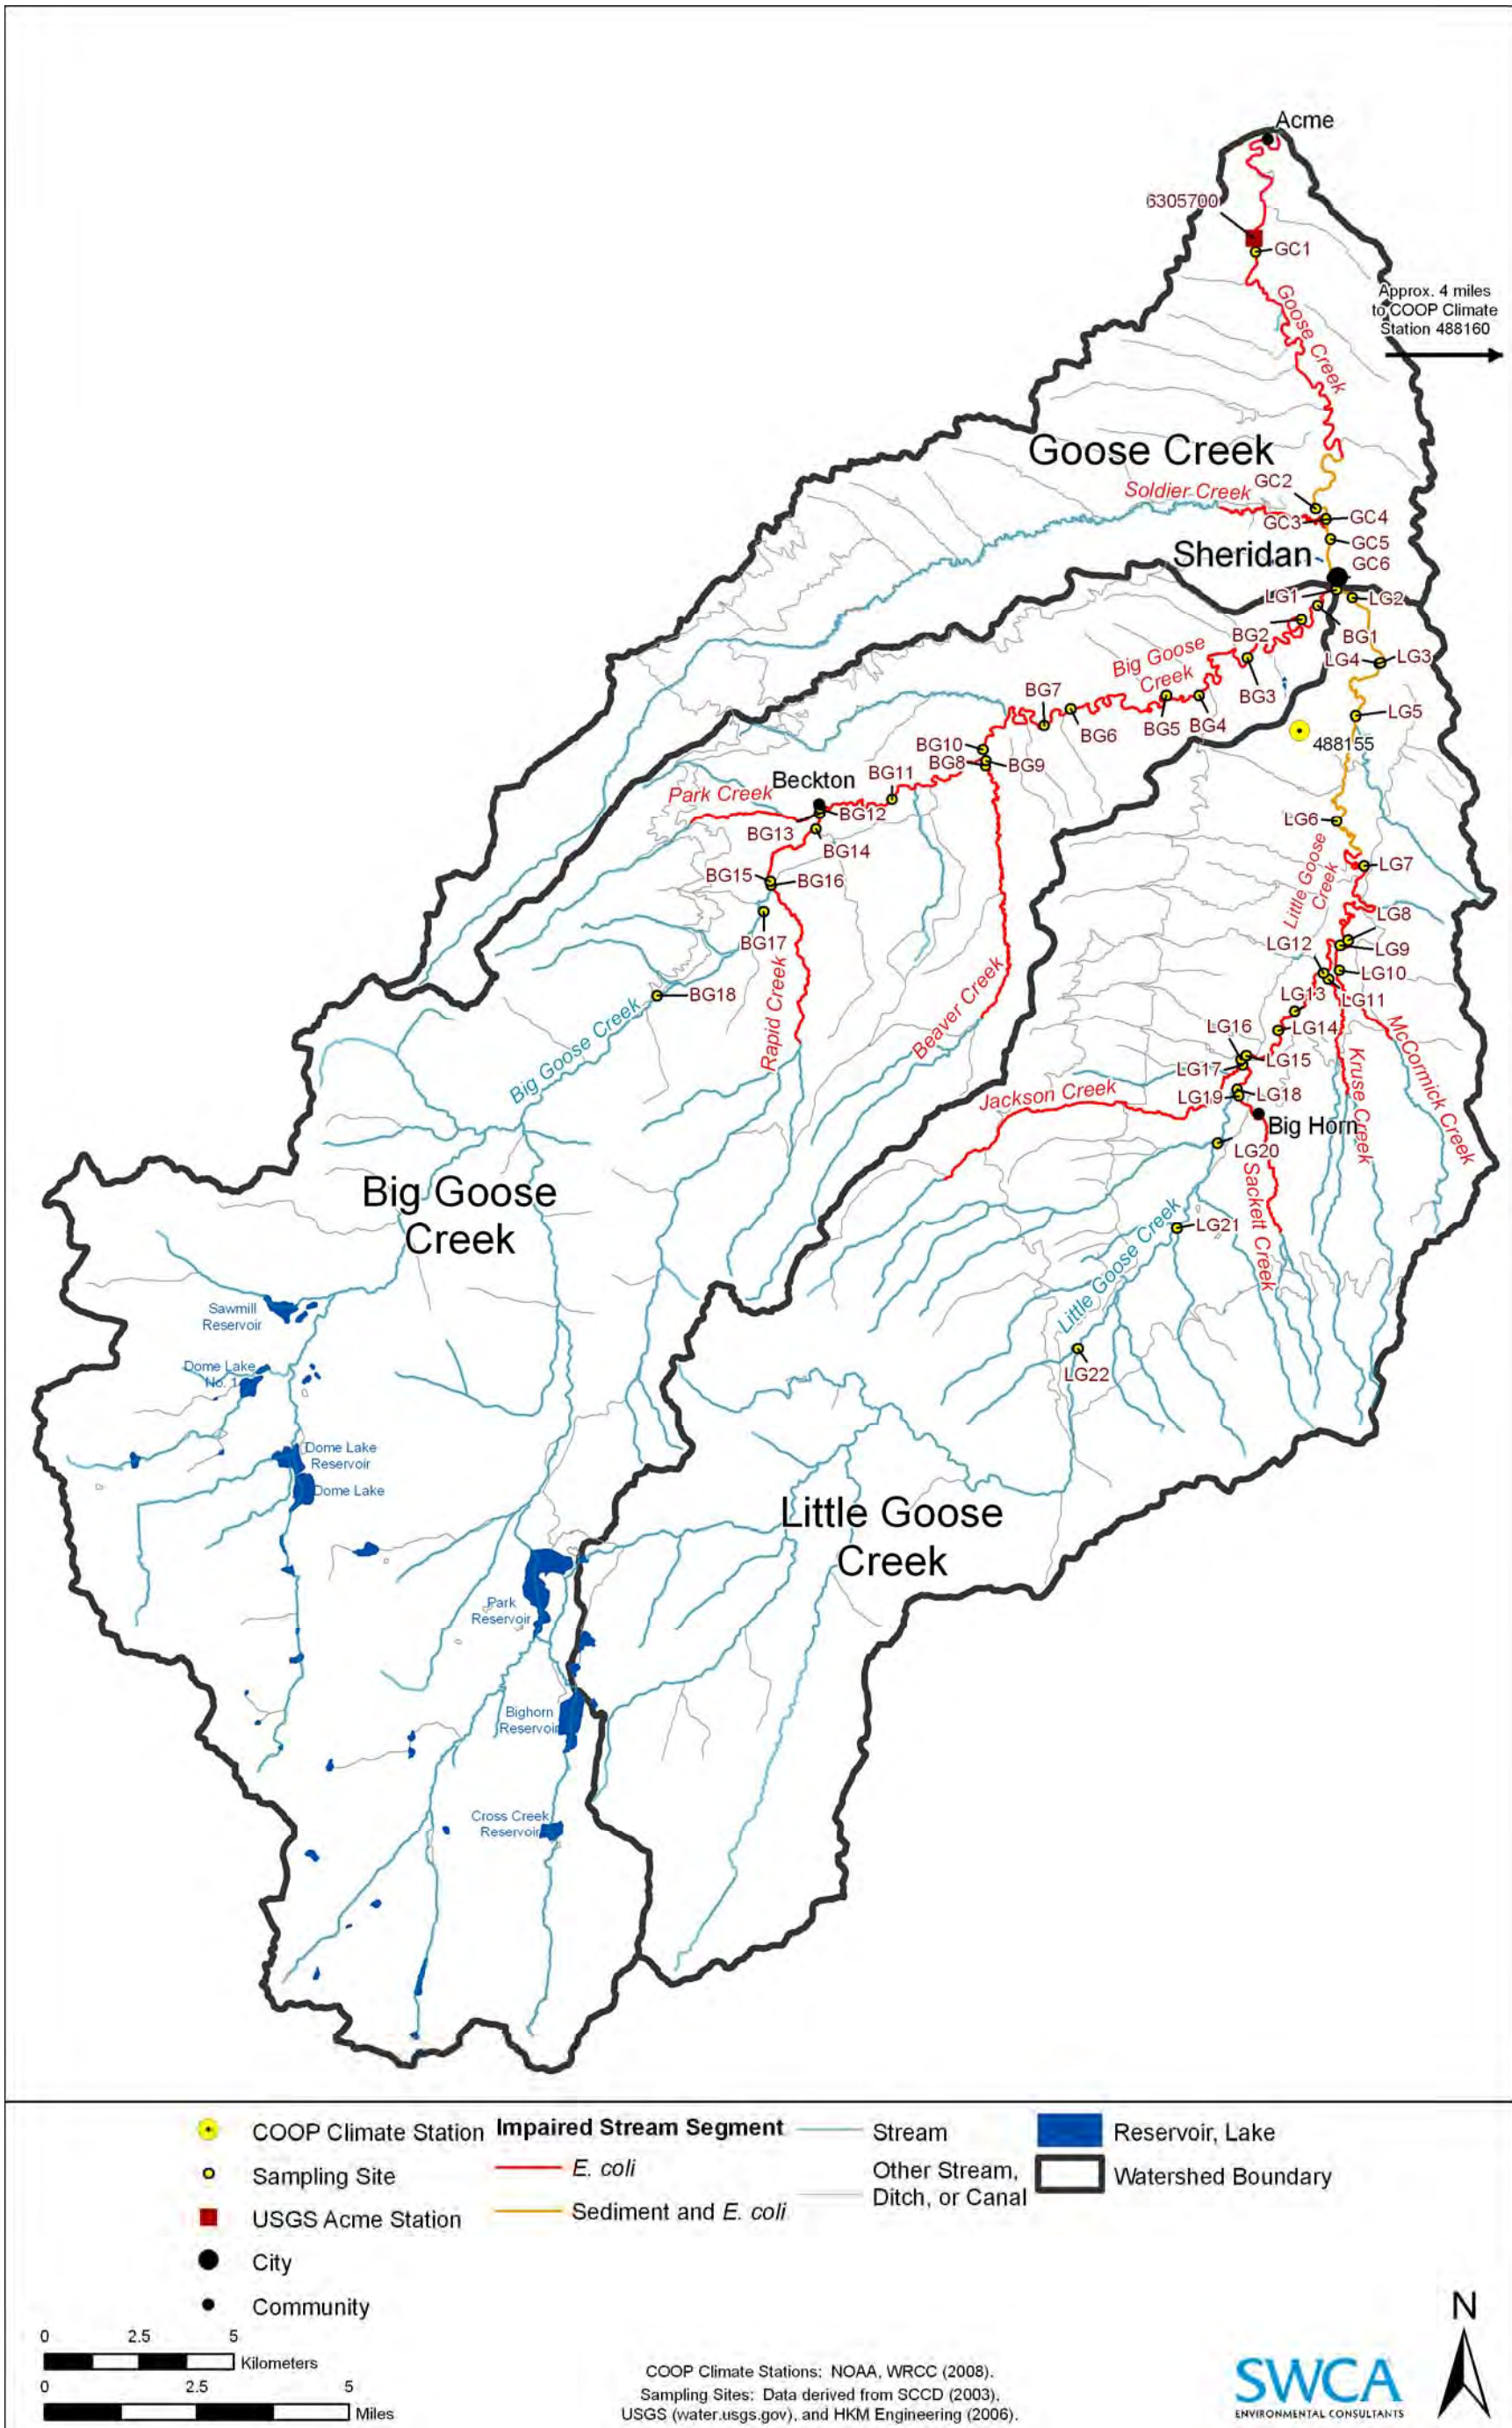 Acme
6305700
GC1
Goose Creek
Approx. 4 miles
to COOP Climate
Station 488160
Goose Creek
GC2
Soldier Creek
GC3
GC4
GC5
Sheridan
GC6
LG1
LG2
BG2
BG1
Big Goose
Creek
LG4
LG3
BG3
BG7
BG5
BG4
BG6
LG5
488155
BG10
BG8
BG9
Beckton
BG11
Park Creek
BG12
BG13
BG14
LG6
Little Goose
Creek
LG7
BG15
BG16
LG8
BG17
LG12
LG9
LG10
BG18
LG13
LG11
Big Goose Creek
Rapid Creek
Beaver Creek
LG14
McCormick Creek
LG16
LG15
LG17
Kruse Creek
Jackson Creek
LG19
LG18
Big Horn
LG20
Sackett Creek
Big Goose
Creek
LG21
Little Goose Creek
Sawmill
Reservoir
LG22
Dome Lake
No. 1
Dome Lake
Reservoir
Dome Lake
Little Goose
Creek
Park
Reservoir
Bighorn
Reservoir
Cross Creek
Reservoir
COOP Climate Station
Sampling Site
USGS Acme Station
City
Community
Impaired Stream Segment
E. coli
Sediment and E. coli
Stream
Other Stream,
Ditch, or Canal
Reservoir, Lake
Watershed Boundary
0 2.5 5
Kilometers
0 2.5 5
Miles
COOP Climate Stations: NOAA, WRCC (2008).
Sampling Sites: Data derived from SCCD (2003),
USGS (water.usgs.gov), and HKM Engineering (2006).
SWCA
ENVIRONMENTAL CONSULTANTS
N